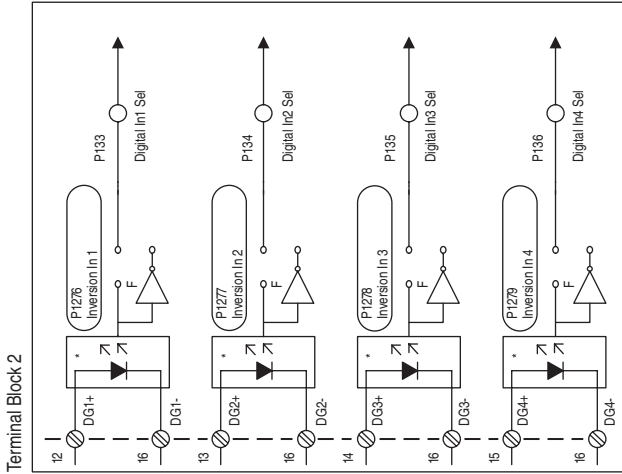 Terminal Block 2
12
DG1+
16
DG1-
*
P1276
Inversion In 1
F
P133
Digital In1 Sel
13
DG2+
16
DG2-
*
P1277
Inversion In 2
F
P134
Digital In2 Sel
14
DG3+
16
DG3-
*
P1278
Inversion In 3
F
P135
Digital In3 Sel
15
DG4+
16
DG4-
*
P1279
Inversion In 4
F
P136
Digital In4 Sel